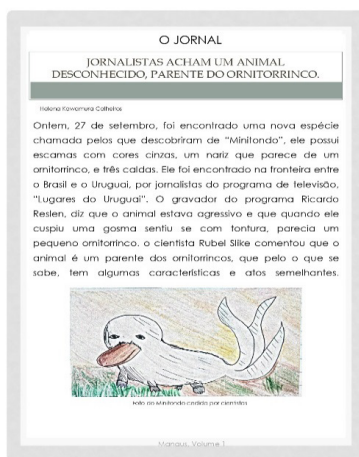 O JORNAL
JORNALISTAS ACHAM UM ANIMAL
DESCONHECIDO, PARENTE DO ORNITORRINCO.
Helena Kawamura Calheiros
Ontem, 27 de setembro, foi encontrado uma nova espécie
chamada pelos que descobriram de “Minitondo”, ele possui
escamas com cores cinzas, um nariz que parece de um
ornitorrinco, e três caldas. Ele foi encontrado na fronteira entre
o Brasil e o Uruguai, por jornalistas do programa de televisão,
“Lugares do Uruguai”. O gravador do programa Ricardo
Reslen, diz que o animal estava agressivo e que quando ele
cuspiu uma gosma sentiu se com tontura, parecia um
pequeno ornitorrinco. o cientista Rubel Slike comentou que o
animal é um parente dos ornitorrincos, que pelo o que se
sabe, tem algumas características e atos semelhantes.
Foto do Minitondo cedida por cientistas
Volume 1